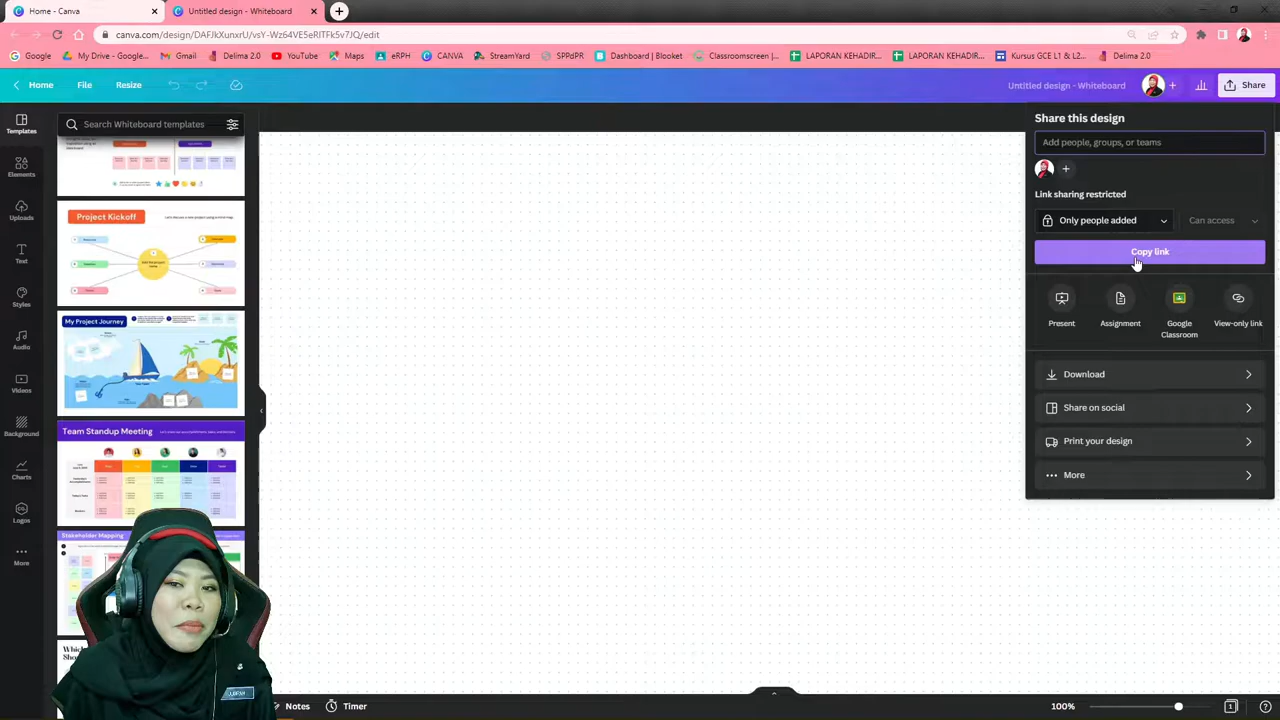 Home - Canva
Untitled design - Whiteboard
canva.com/design/DAFJkXunxrU/vsY-Wz64VE5eRlTFk5v7JQ/edit
Google
My Drive - Google...
Gmail
Delima 2.0
YouTube
Maps
eRPH
CANVA
StreamYard
SPPdPR
Dashboard | Blooket
Classroomscreen |...
LAPORAN KEHADIR...
LAPORAN KEHADIR...
Kursus GCE L1 & L2...
Delima 2.0
Home
File
Resize
Untitled design - Whiteboard
Share
Templates
Elements
Uploads
Text
Styles
Audio
Videos
Background
Charts
Logos
More
Search Whiteboard templates
Project Kickoff
My Project Journey
Team Standup Meeting
Stakeholder Mapping
Share this design
Add people, groups, or teams
Link sharing restricted
Only people added
Can access
Copy link
Present
Assignment
Google
Classroom
View-only link
Download
Share on social
Print your design
More
Notes
Timer
100%
1